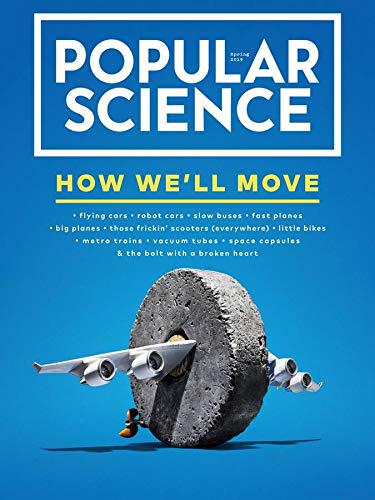 POPULAR
Spring
2019
SCIENCE
HOW WE'LL MOVE
• flying cars • robot cars • slow buses • fast planes
• big planes • those frickin' scooters (everywhere) • little bikes
• metro trains • vacuum tubes • space capsules
& the bolt with a broken heart